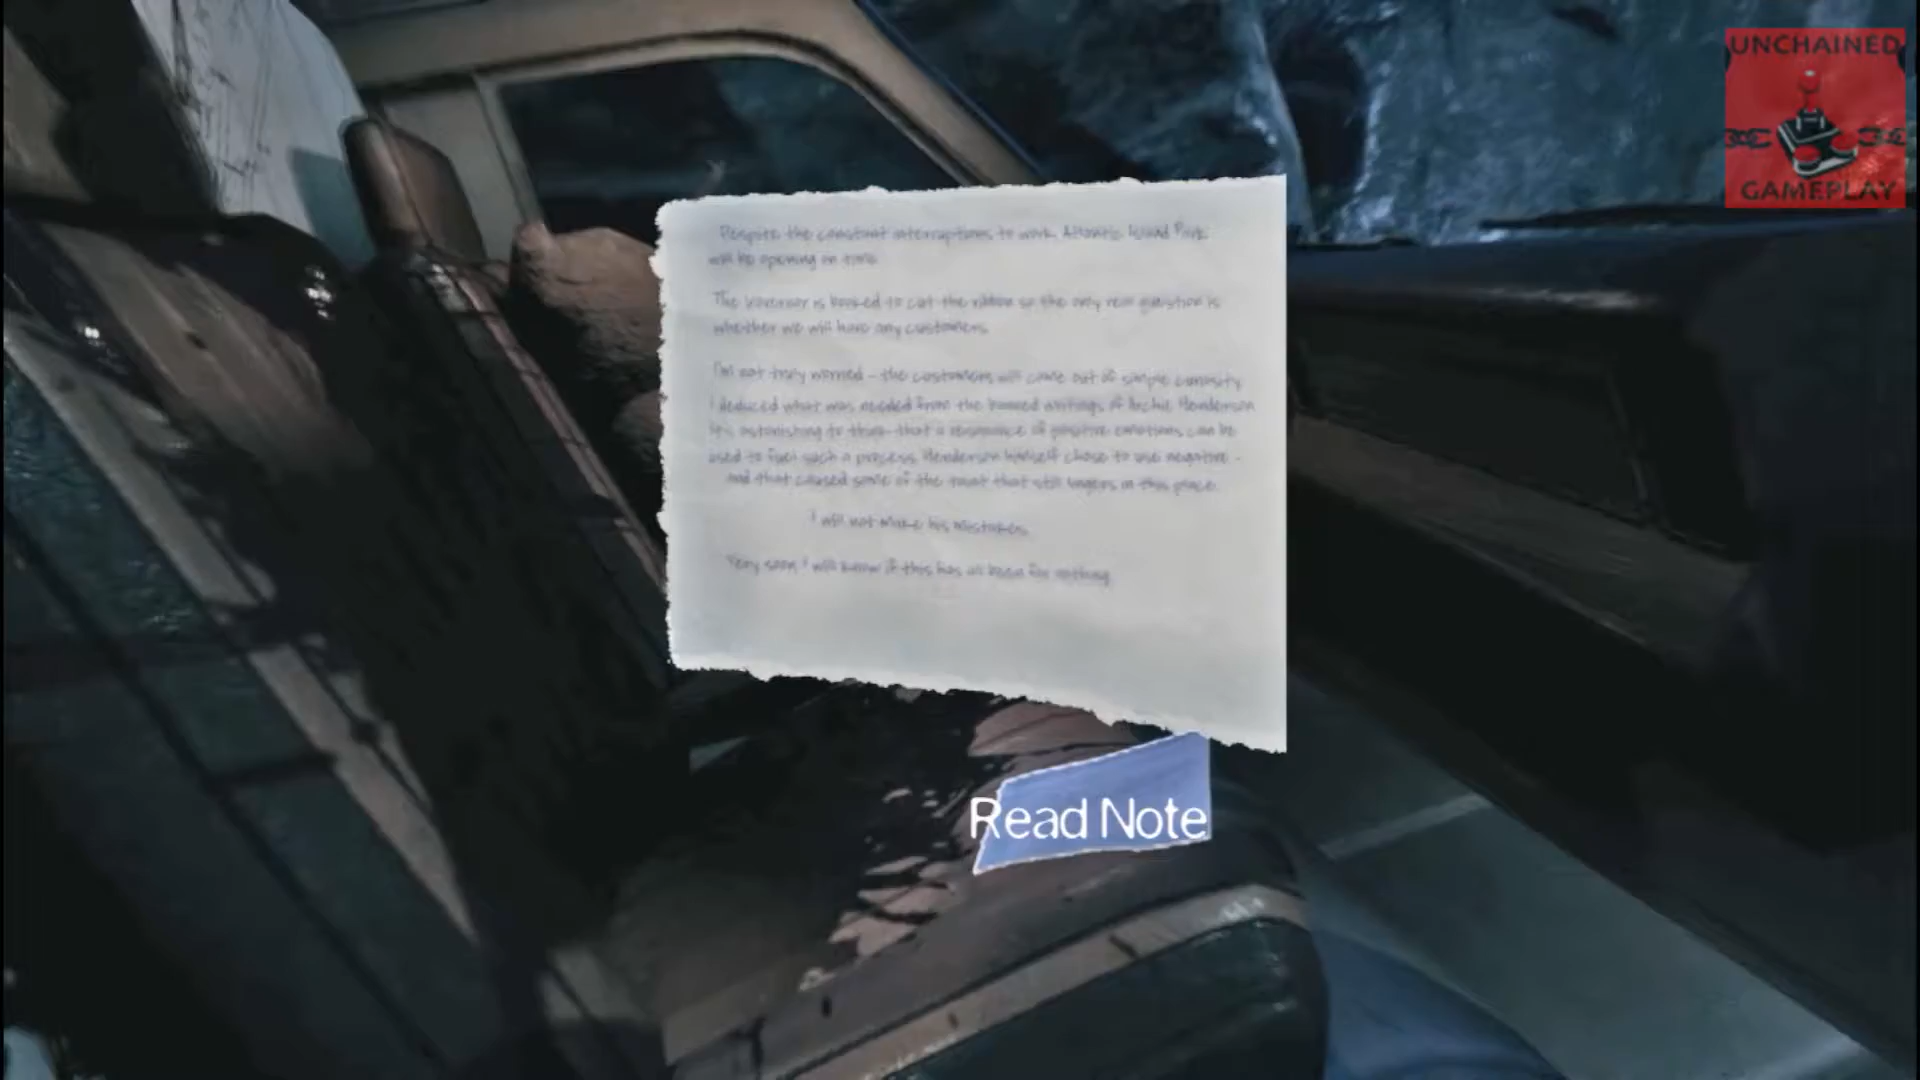 UNCHAINED
GAMEPLAY
Despite the constant interruptions to work, Atlantic Island Park
will be opening on time.
The Governor is booked to cut the ribbon so the only real question is
whether we will have any customers.
I'm not truly worried - the customers will come out of simple curiosity.
I deduced what was needed from the banned writings of Archie Henderson
It's astonishing to think that a resonance of positive emotions can be
used to fuel such a process. Henderson himself chose to use negative -
and that caused some of the taint that still lingers in this place.
I will not make his mistakes.
Very soon I will know if this has all been for nothing.
Read Note